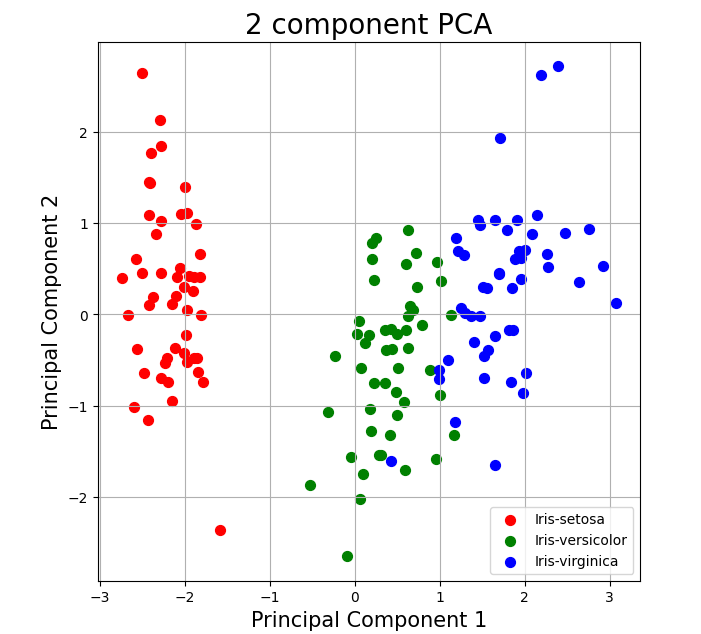 2 component PCA
Principal Component 2
2
1
0
−1
−2
−3
−2
−1
0
1
2
3
Principal Component 1
Iris-setosa
Iris-versicolor
Iris-virginica